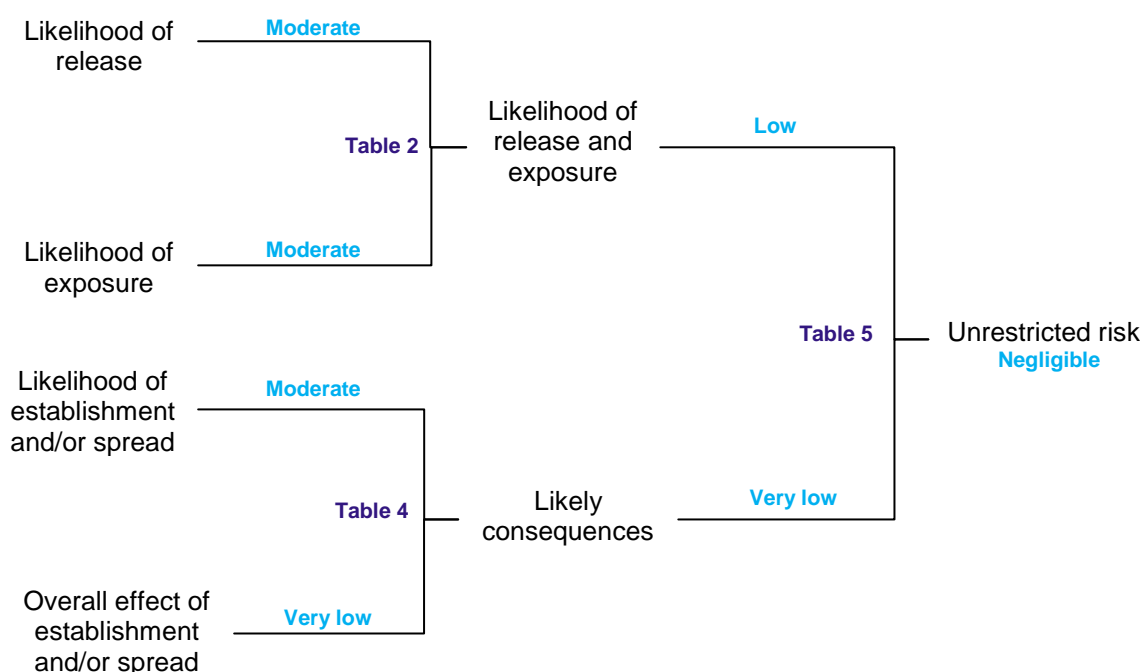 Likelihood of
release
Moderate
Table 2
Likelihood of
release and
exposure
Low
Likelihood of
exposure
Moderate
Table 5
Unrestricted risk
Negligible
Likelihood of
establishment
and/or spread
Moderate
Table 4
Likely
consequences
Very low
Overall effect of
establishment
and/or spread
Very low